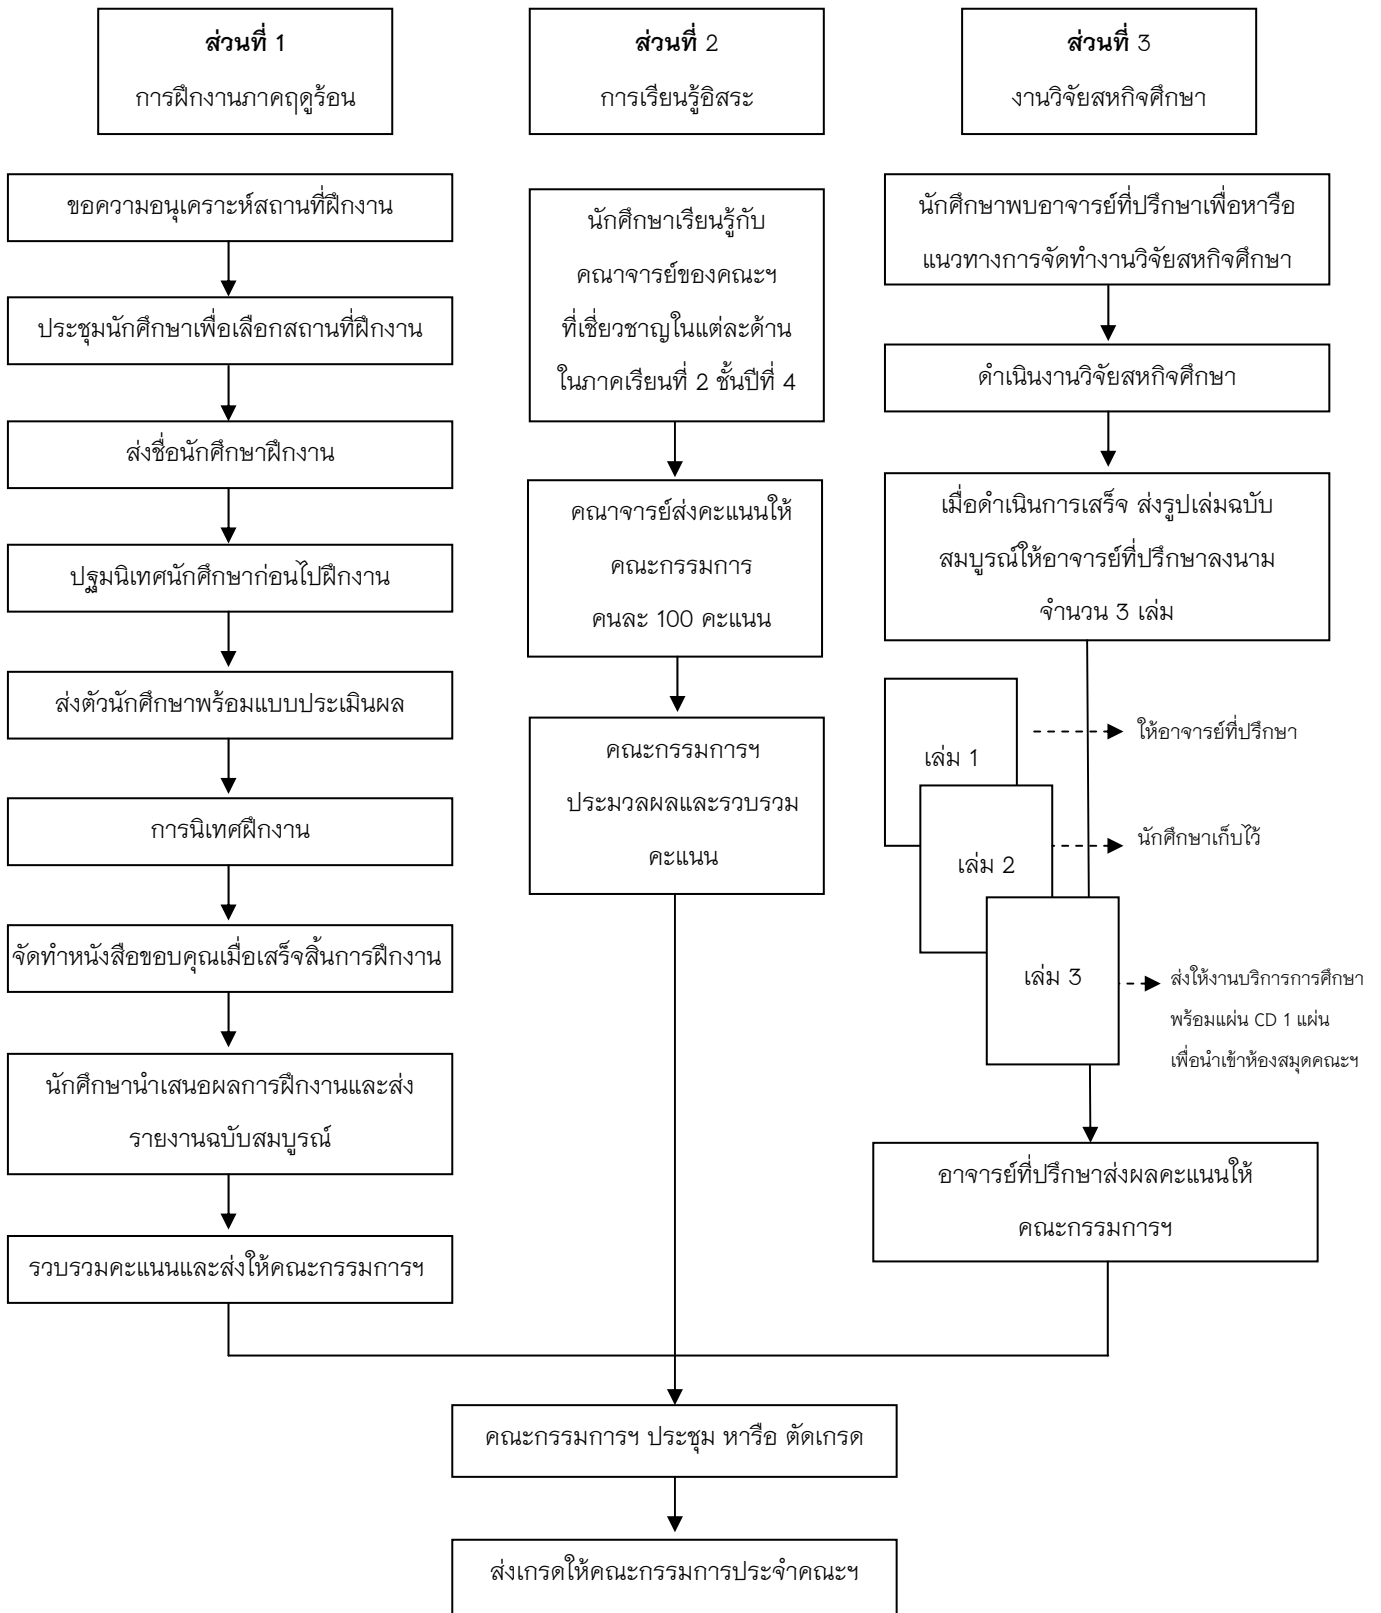 ส่วนที่ 1
การฝึกงานภาคฤดูร้อน
ขอความอนุเคราะห์สถานที่ฝึกงาน
ประชุมนักศึกษาเพื่อเลือกสถานที่ฝึกงาน
ส่งชื่อนักศึกษาฝึกงาน
ปฐมนิเทศนักศึกษาก่อนไปฝึกงาน
ส่งตัวนักศึกษาพร้อมแบบประเมินผล
การนิเทศฝึกงาน
จัดทำหนังสือขอบคุณเมื่อเสร็จสิ้นการฝึกงาน
นักศึกษานำเสนอผลการฝึกงานและส่ง
รายงานฉบับสมบูรณ์
รวบรวมคะแนนและส่งให้คณะกรรมการฯ
ส่วนที่ 2
การเรียนรู้อิสระ
นักศึกษาเรียนรู้กับ
คณาจารย์ของคณะฯ
ที่เชี่ยวชาญในแต่ละด้าน
ในภาคเรียนที่ 2 ชั้นปีที่ 4
คณาจารย์ส่งคะแนนให้
คณะกรรมการ
คนละ 100 คะแนน
คณะกรรมการฯ
ประมวลผลและรวบรวม
คะแนน
ส่วนที่ 3
งานวิจัยสหกิจศึกษา
นักศึกษาพบอาจารย์ที่ปรึกษาเพื่อหารือ
แนวทางการจัดทำงานวิจัยสหกิจศึกษา
ดำเนินงานวิจัยสหกิจศึกษา
เมื่อดำเนินการเสร็จ ส่งรูปเล่มฉบับ
สมบูรณ์ให้อาจารย์ที่ปรึกษาลงนาม
จำนวน 3 เล่ม
เล่ม 1
ให้อาจารย์ที่ปรึกษา
เล่ม 2
นักศึกษาเก็บไว้
เล่ม 3
ส่งให้งานบริการการศึกษา
พร้อมแผ่น CD 1 แผ่น
เพื่อนำเข้าห้องสมุดคณะฯ
อาจารย์ที่ปรึกษาส่งผลคะแนนให้
คณะกรรมการฯ
คณะกรรมการฯ ประชุม หารือ ตัดเกรด
ส่งเกรดให้คณะกรรมการประจำคณะฯ